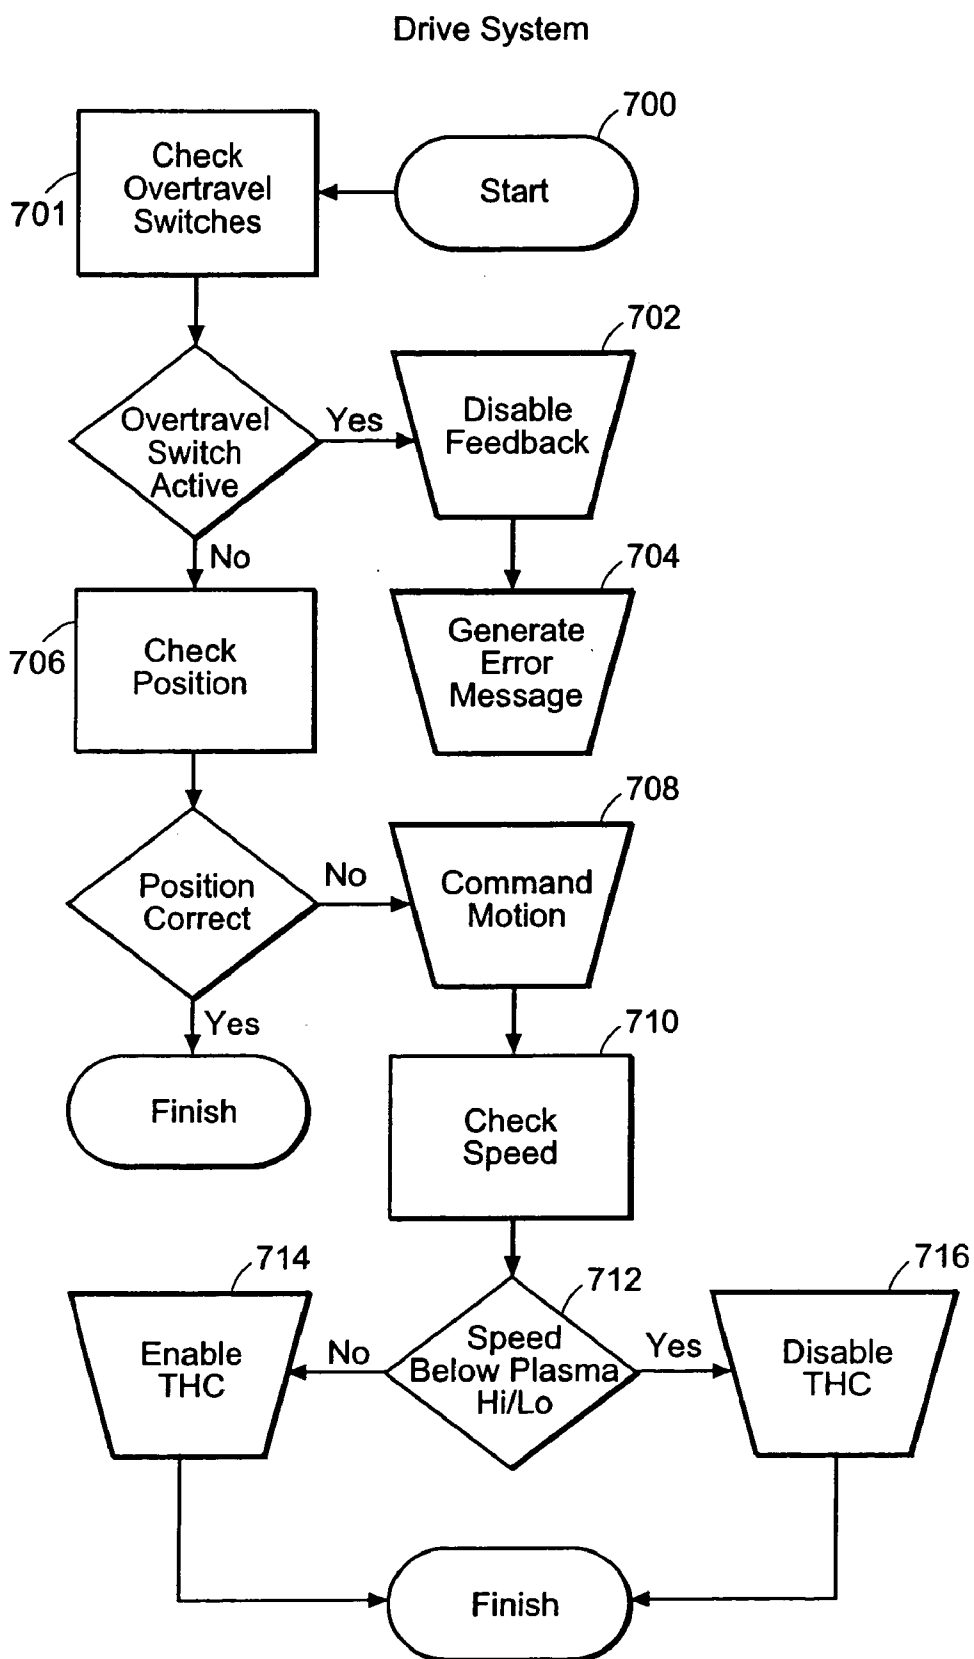 Drive System
700
Start
Check
Overtravel
Switches
701
702
Overtravel
Switch
Active
Yes
Disable
Feedback
No
704
706
Check
Position
Generate
Error
Message
708
Position
Correct
No
Command
Motion
Yes
710
Finish
Check
Speed
714
712
716
Enable
THC
No
Speed
Below Plasma
Hi/Lo
Yes
Disable
THC
Finish